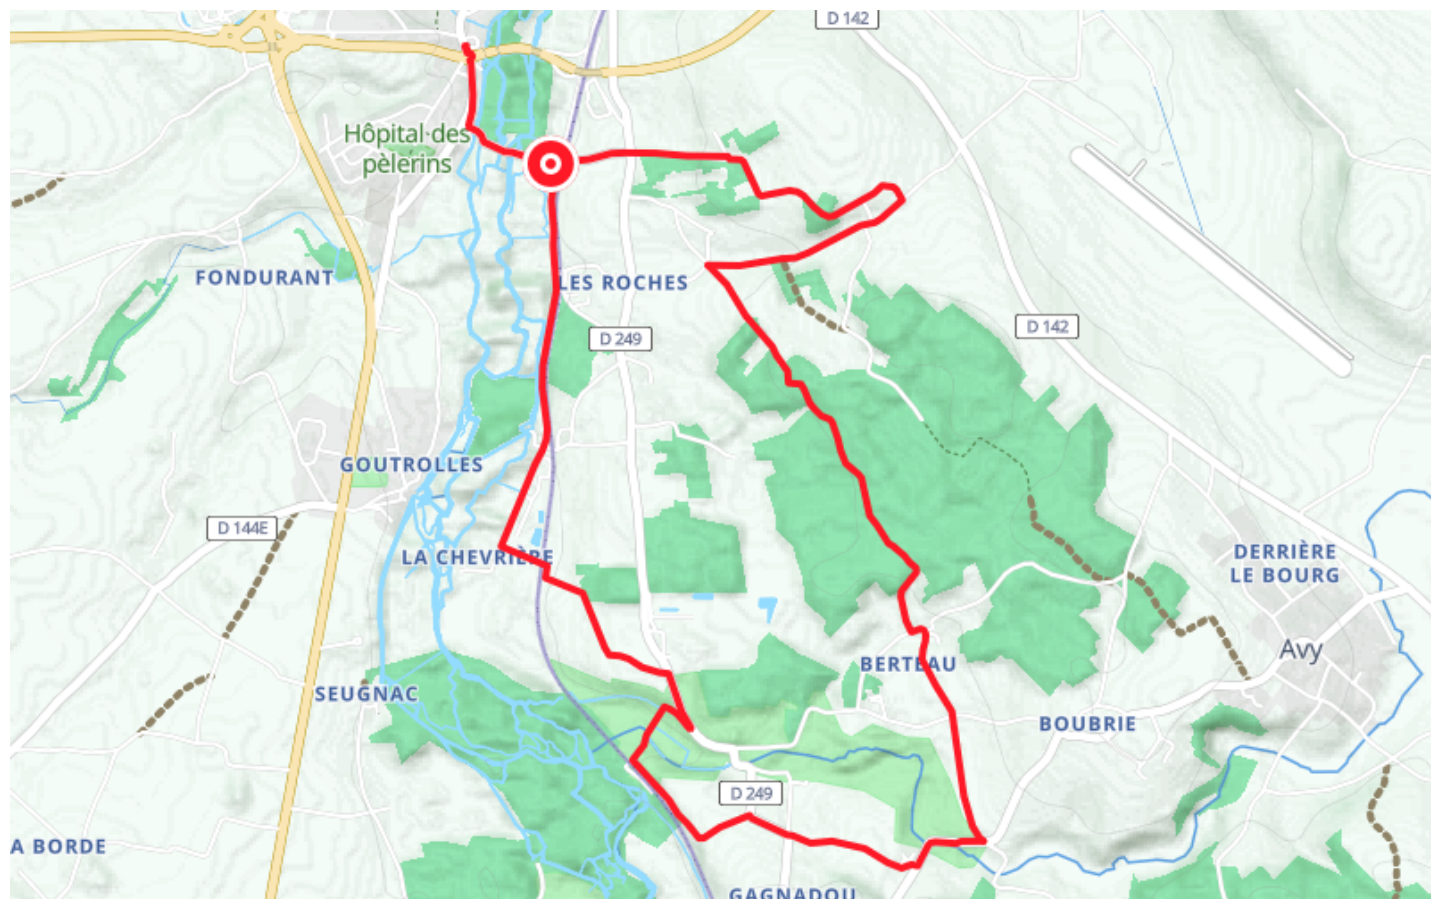 D 142
Hôpital des
pèlerins
FONDURANT
LES ROCHES
D 142
D 249
GOUTROLLES
D 144E
LA CHEVRIÈRE
DERRIÈRE
LE BOURG
Avy
BERTEAU
SEUGNAC
BOUBRIE
D 249
A BORDE
GAGNADOU